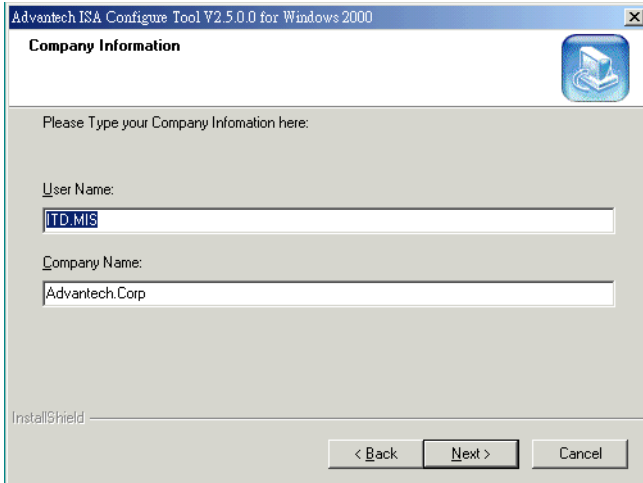 Advantech ISA Configure Tool V2.5.0.0 for Windows 2000
Company Information
Please Type your Company Infomation here:
User Name:
ITD.MIS
Company Name:
Advantech.Corp
InstallShield
< Back
Next >
Cancel